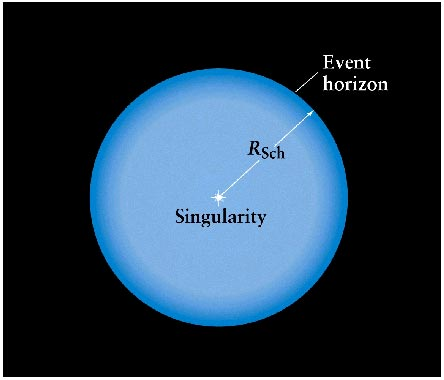 Event
horizon
RSch
Singularity